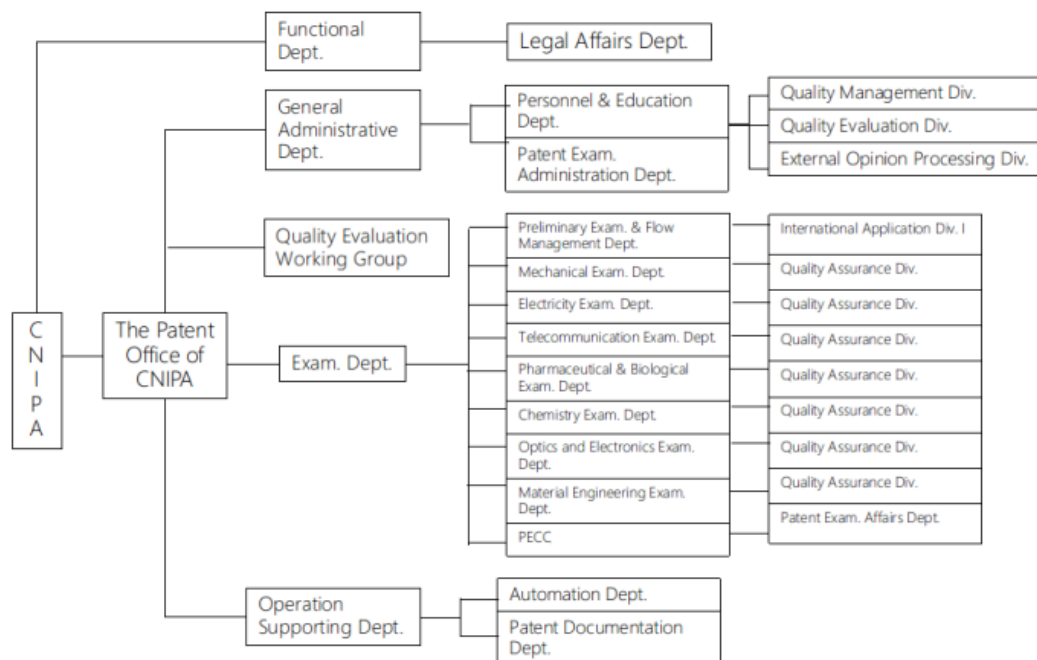 Functional
Dept.
Legal Affairs Dept.
General
Administrative
Dept.
Personnel & Education
Dept.
Patent Exam.
Administration Dept.
Quality Management Div.
Quality Evaluation Div.
External Opinion Processing Div.
Quality Evaluation
Working Group
C
N
I
P
A
The Patent
Office of
CNIPA
Exam. Dept.
Preliminary Exam. & Flow
Management Dept.
International Application Div. I
Mechanical Exam. Dept.
Quality Assurance Div.
Electricity Exam. Dept.
Quality Assurance Div.
Telecommunication Exam. Dept.
Quality Assurance Div.
Pharmaceutical & Biological
Exam. Dept.
Quality Assurance Div.
Chemistry Exam. Dept.
Quality Assurance Div.
Optics and Electronics Exam.
Dept.
Quality Assurance Div.
Material Engineering Exam.
Dept.
Quality Assurance Div.
PECC
Patent Exam. Affairs Dept.
Operation
Supporting Dept.
Automation Dept.
Patent Documentation
Dept.